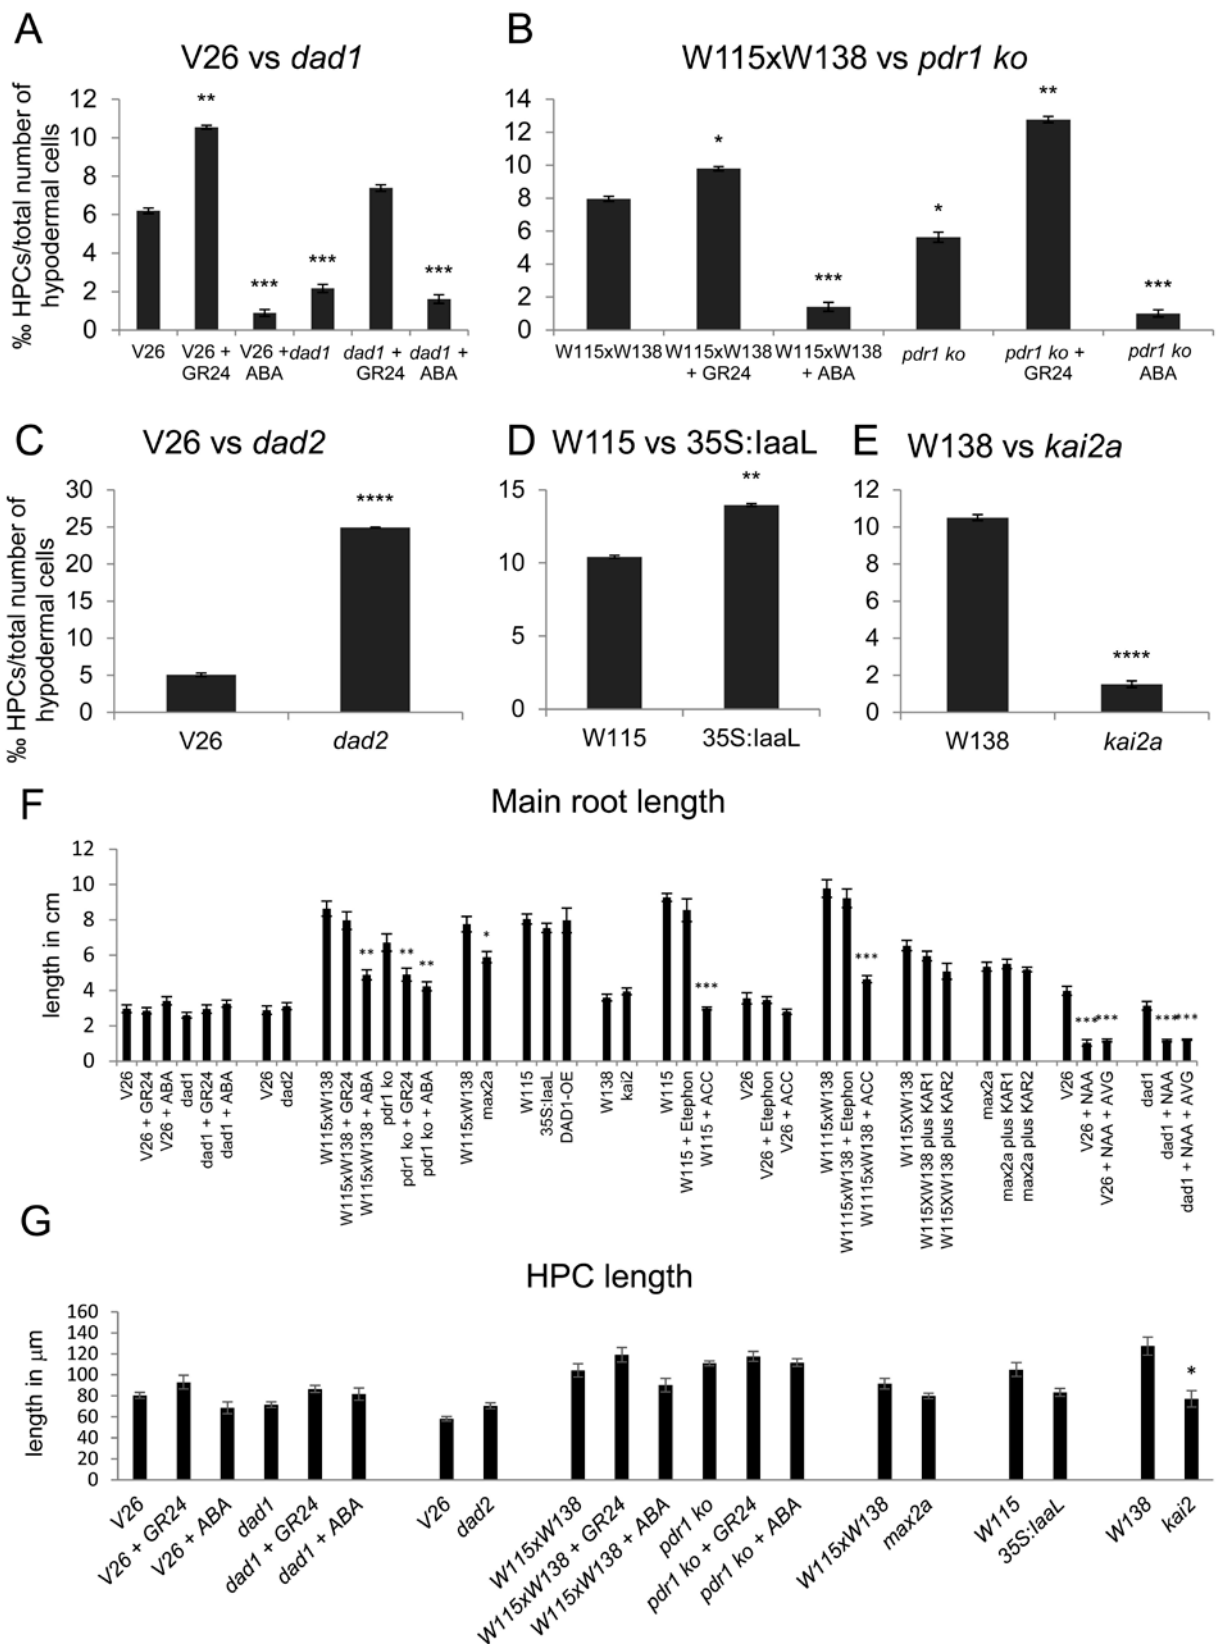 A
V26 vs dad1
‰ HPCs/total number of
hypodermal cells
12
10
8
6
4
2
0
**
***
***
***
V26
V26 +
GR24
V26 +
ABA
dad1
dad1 +
GR24
dad1 +
ABA
B
W115xW138 vs pdr1 ko
14
12
10
8
6
4
2
0
*
***
*
**
***
W115xW138
W115xW138
+ GR24
W115xW138
+ ABA
pdr1 ko
pdr1 ko +
GR24
pdr1 ko
ABA
C
V26 vs dad2
‰ HPCs/total number of
hypodermal cells
30
25
20
15
10
5
0
****
V26
dad2
D
W115 vs 35S:IaaL
15
10
5
0
**
W115
35S:IaaL
E
W138 vs kai2a
12
10
8
6
4
2
0
****
W138
kai2a
F
Main root length
length in cm
12
10
8
6
4
2
0
**
**
**
*
***
***
***
***
***
***
V26
V26 + GR24
V26 + ABA
dad1
dad1 + GR24
dad1 + ABA
V26
dad2
W115xW138
W115xW138 + GR24
W115xW138 + ABA
pdr1 ko
pdr1 ko + GR24
pdr1 ko + ABA
W115xW138
max2a
W115
35S:IaaL
DAD1-OE
W138
kai2
W115
W115 + Etephon
W115 + ACC
V26
V26 + Etephon
V26 + ACC
W1115xW138
W1115xW138 + Etephon
W1115xW138 + ACC
W115xW138
W115XW138 plus KAR1
W115XW138 plus KAR2
max2a
max2a plus KAR1
max2a plus KAR2
V26
V26 + NAA
V26 + NAA + AVG
dad1
dad1 + NAA
dad1 + NAA + AVG
G
HPC length
length in µm
160
140
120
100
80
60
40
20
0
*
V26
V26 + GR24
V26 + ABA
dad1
dad1 + GR24
dad1 + ABA
V26
dad2
W115xW138
W115xW138 + GR24
W115xW138 + ABA
pdr1 ko
pdr1 ko + GR24
pdr1 ko + ABA
W115xW138
max2a
W115
35S:IaaL
W138
kai2